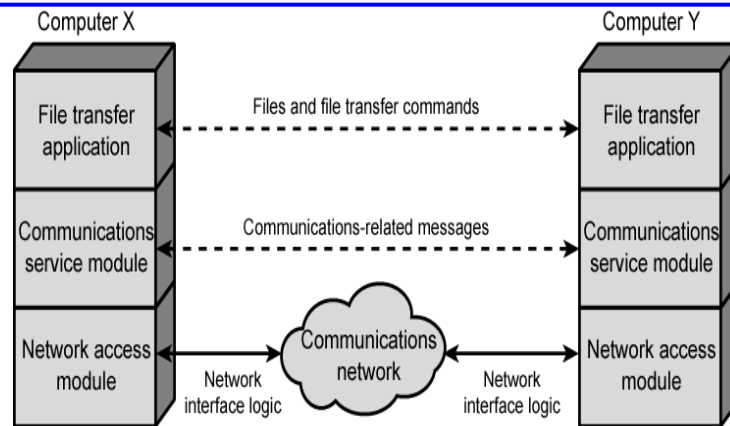 Computer X
Computer Y
File transfer
application
Files and file transfer commands
File transfer
application
Communications
service module
Communications-related messages
Communications
service module
Network access
module
Network
interface logic
Communications
network
Network
interface logic
Network access
module